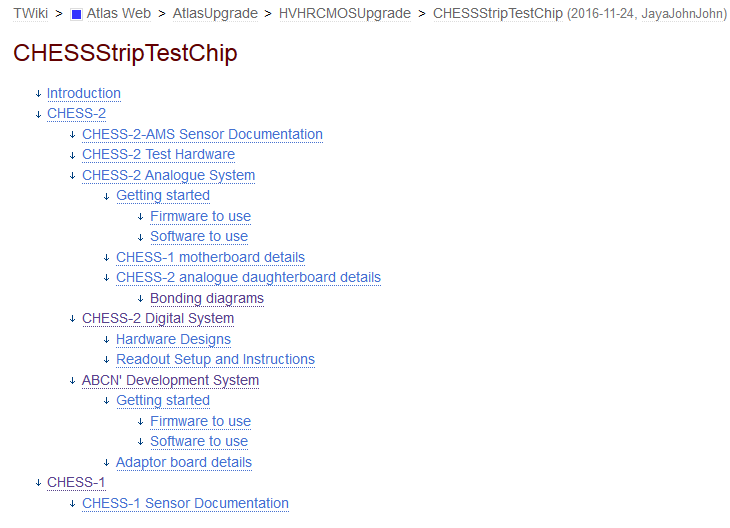 TWiki > Atlas Web > AtlasUpgrade > HVHRCMOSUpgrade > CHESSStripTestChip (2016-11-24, JayaJohnJohn)
CHESSStripTestChip
Introduction
CHESS-2
CHESS-2-AMS Sensor Documentation
CHESS-2 Test Hardware
CHESS-2 Analogue System
Getting started
Firmware to use
Software to use
CHESS-1 motherboard details
CHESS-2 analogue daughterboard details
Bonding diagrams
CHESS-2 Digital System
Hardware Designs
Readout Setup and Instructions
ABCN' Development System
Getting started
Firmware to use
Software to use
Adaptor board details
CHESS-1
CHESS-1 Sensor Documentation